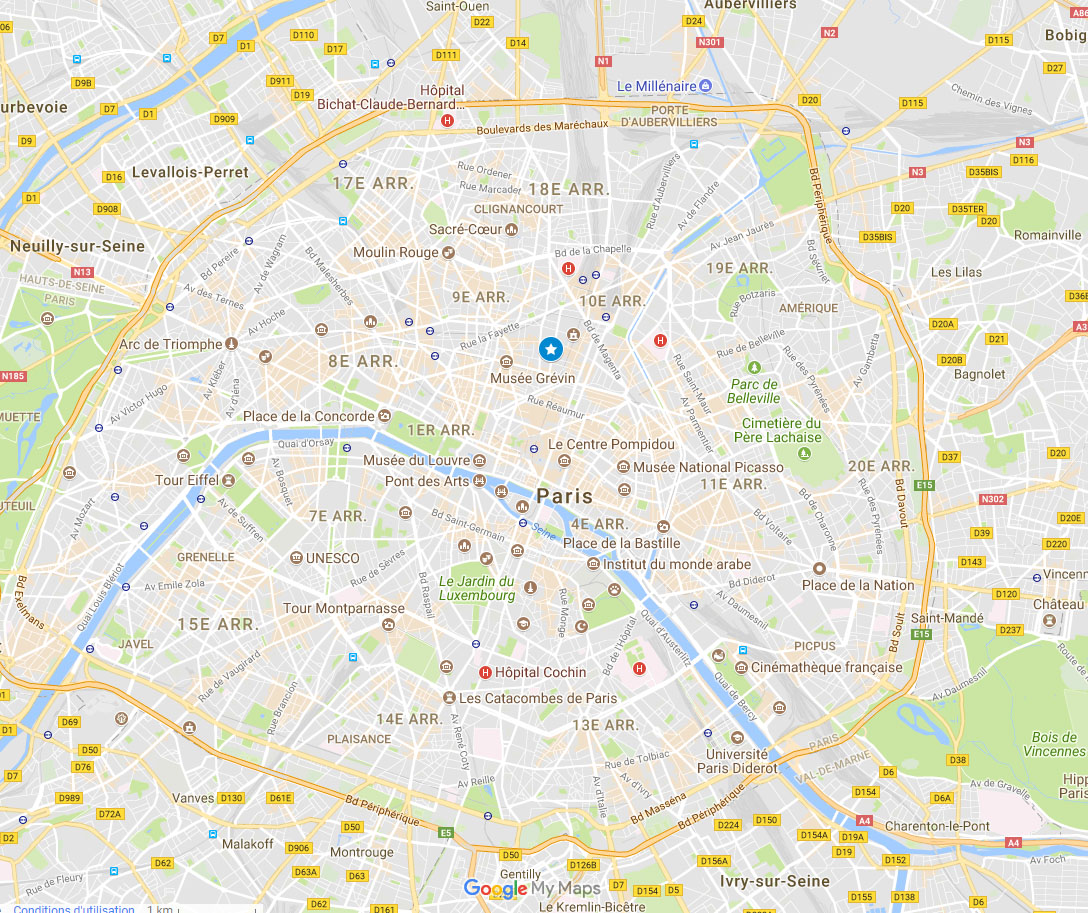 Saint-Ouen
Aubervilliers
A86
06
D7
D1
D110
D17
D22
D14
D111
D24
N301
N2
D115
Bobig
N1
D27
D9B
D911
D19
Hôpital
Bichat-Claude-Bernard...
Le Millénaire
Chemin des Vignes
urbevoie
D7
D1
D909
D20
D115
PORTE
D'AUBERVILLIERS
Boulevards des Maréchaux
D9
N3
D116
Levallois-Perret
D16
17E ARR.
Rue Ordener
Rue Marcadet
18E ARR.
CLIGNANCOURT
Rue d'Aubervilliers
Av. de Flandre
Bd Périphérique
N3
D35BIS
D1
D908
D20
D35TER
D20
Sacré-Cœur
Av Jean Jaurès
D35BIS
Romainville
Neuilly-sur-Seine
Bd Pereire
Av de Wagram
Bd Malesherbes
Moulin Rouge
Bd de la Chapelle
Bd Sérurier
N13
HAUTS-DE-SEINE
PARIS
Av des Ternes
9E ARR.
10E ARR.
19E ARR.
Rue Botzaris
AMÉRIQUE
Les Lilas
D36B
Av Hoche
Rue la Fayette
Bd de Magenta
Rue de Belleville
D20A
A3
D21
Arc de Triomphe
8E ARR.
Musée Grévin
Rue Saint-Maur
Av Gambetta
D20B
Bagnolet
N185
Av Kléber
Av d'Iéna
Av Victor Hugo
Parc de
Belleville
Rue des Pyrénées
MUETTE
Place de la Concorde
Rue Réaumur
Av Parmentier
Cimetière du
Père Lachaise
1ER ARR.
Quai d'Orsay
Le Centre Pompidou
D37
D20
Musée du Louvre
Musée National Picasso
20E ARR.
Tour Eiffel
Av Bosquet
Pont des Arts
11E ARR.
E15
Bd Davout
N302
AUTEUIL
Av Mozart
Av de Suffren
7E ARR.
Paris
Bd Saint-Germain
Seine
4E ARR.
Place de la Bastille
Bd Voltaire
Rue de Charonne
Rue des Pyrénées
D20E
D39
D220
GRENELLE
UNESCO
Rue de Sèvres
Institut du monde arabe
D143
Bd Exelmans
Quai Louis Blériot
Av Emile Zola
Bd Raspail
Le Jardin du
Luxembourg
Bd Diderot
Place de la Nation
Vincenn
D120
Château
Tour Montparnasse
Rue Monge
Quai d'Austerlitz
Av Daumesnil
Bd Soult
Saint-Mandé
15E ARR.
E15
D237
JAVEL
Bd de l'Hôpital
PICPUS
Route de
Rue de Vaugirard
Hôpital Cochin
Cinémathèque française
Rue Brancion
Les Catacombes de Paris
Quai de Bercy
Av. Daumesnil
14E ARR.
13E ARR.
D69
D1
PLAISANCE
Av René Coty
Rue de Tolbiac
Université
Paris Diderot
PARIS
VAL-DE-MARNE
Bois de
Vincennes
D50
D76
D7
D38
D6
Av Reille
Av d'Italie
Av d'Ivry
Av de Gravelle
Hipp
Paris
D989
Vanves
D130
D61E
D154
D6A
D72A
Bd Périphérique
Bd Massena
Bd Périphérique
D224
D150
A4
Charenton-le-Pont
D2
D50
E5
D154A
D19A
A4
Malakoff
D906
Montrouge
D50
D19
D152
Av Foch
D62
D63A
D63
D126B
D156A
Rue de Fleury
Gentilly
Ivry-sur-Seine
Google My Maps
D7
D154
D5
D155
D138
D6
Conditions d'utilisation
1 km
D62
D161
Le Kremlin-Bicêtre